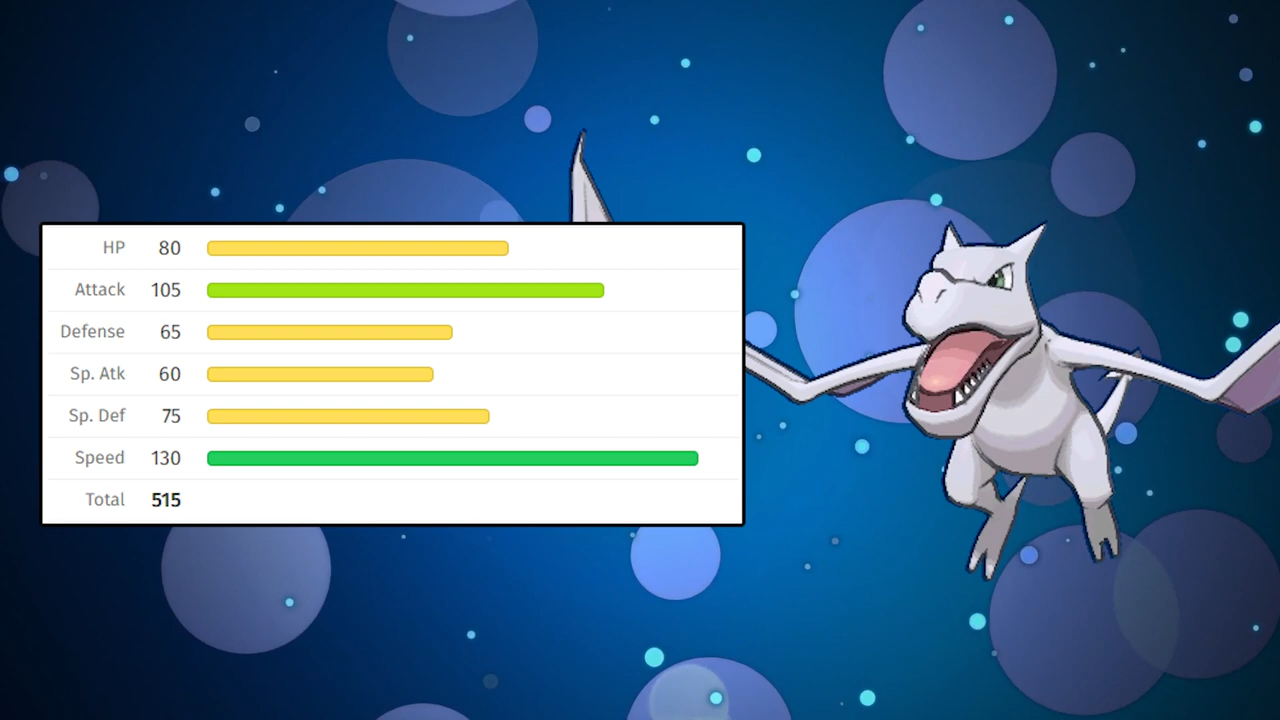 HP 80
Attack 105
Defense 65
Sp. Atk 60
Sp. Def 75
Speed 130
Total 515